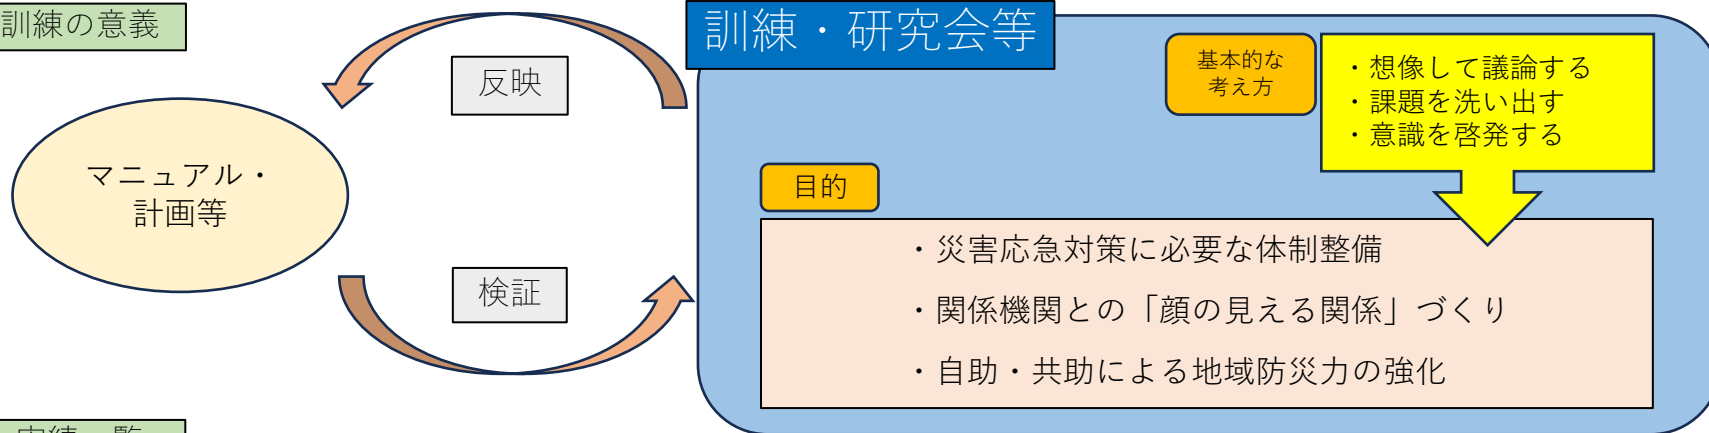 訓練の意義
訓練・研究会等
反映
基本的な
考え方
・想像して議論する
・課題を洗い出す
・意識を啓発する
マニュアル・
計画等
目的
検証
・災害応急対策に必要な体制整備
・関係機関との「顔の見える関係」づくり
・自助・共助による地域防災力の強化
実績一覧